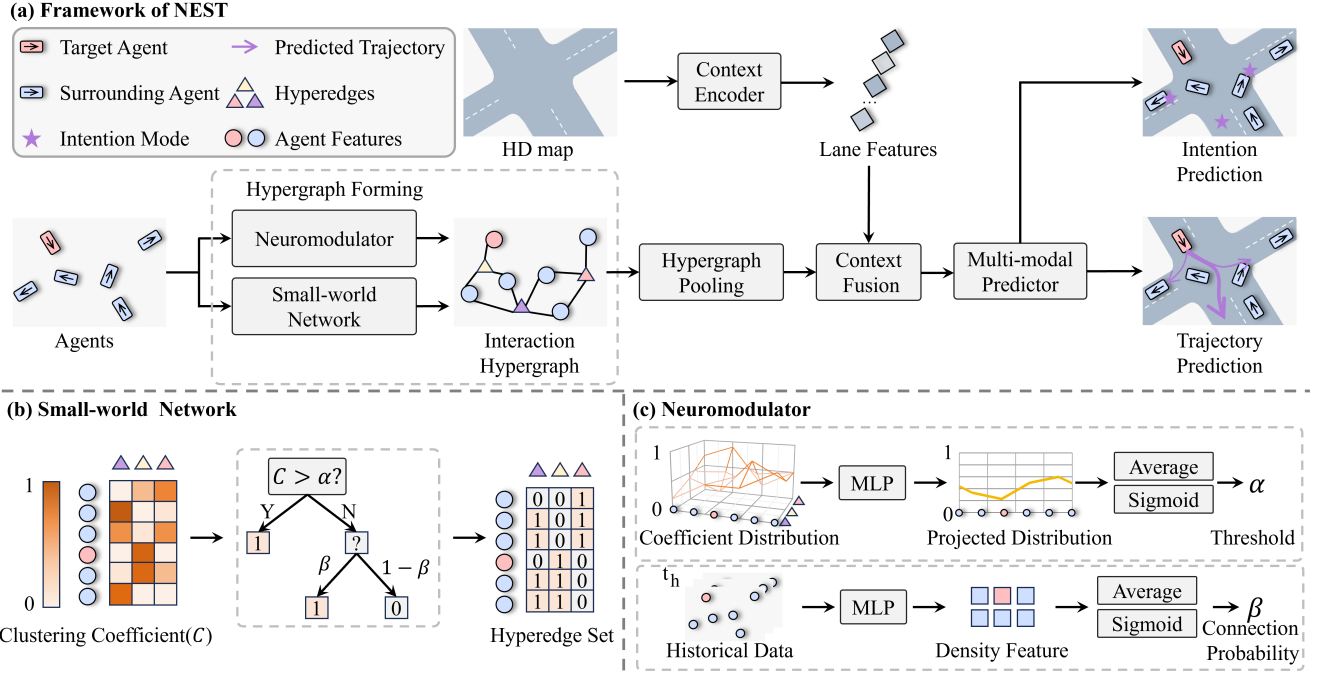 (a) Framework of NEST
Target Agent
Predicted Trajectory
Surrounding Agent
Hyperedges
Intention Mode
Agent Features
HD map
Context
Encoder
...
Lane Features
Intention
Prediction
Hypergraph Forming
Neuromodulator
Small-world
Network
Agents
Interaction
Hypergraph
Hypergraph
Pooling
Context
Fusion
Multi-modal
Predictor
Trajectory
Prediction
(b) Small-world Network
1
0
Clustering Coefficient(C)
C > α?
Y
N
1
?
β
1 − β
1
0
0 0 1
1 0 1
1 0 1
0 1 0
1 1 0
1 1 0
Hyperedge Set
(c) Neuromodulator
1
0
Coefficient Distribution
MLP
1
0
Projected Distribution
Average
Sigmoid
α
Threshold
t_h
Historical Data
MLP
Density Feature
Average
Sigmoid
β
Connection
Probability